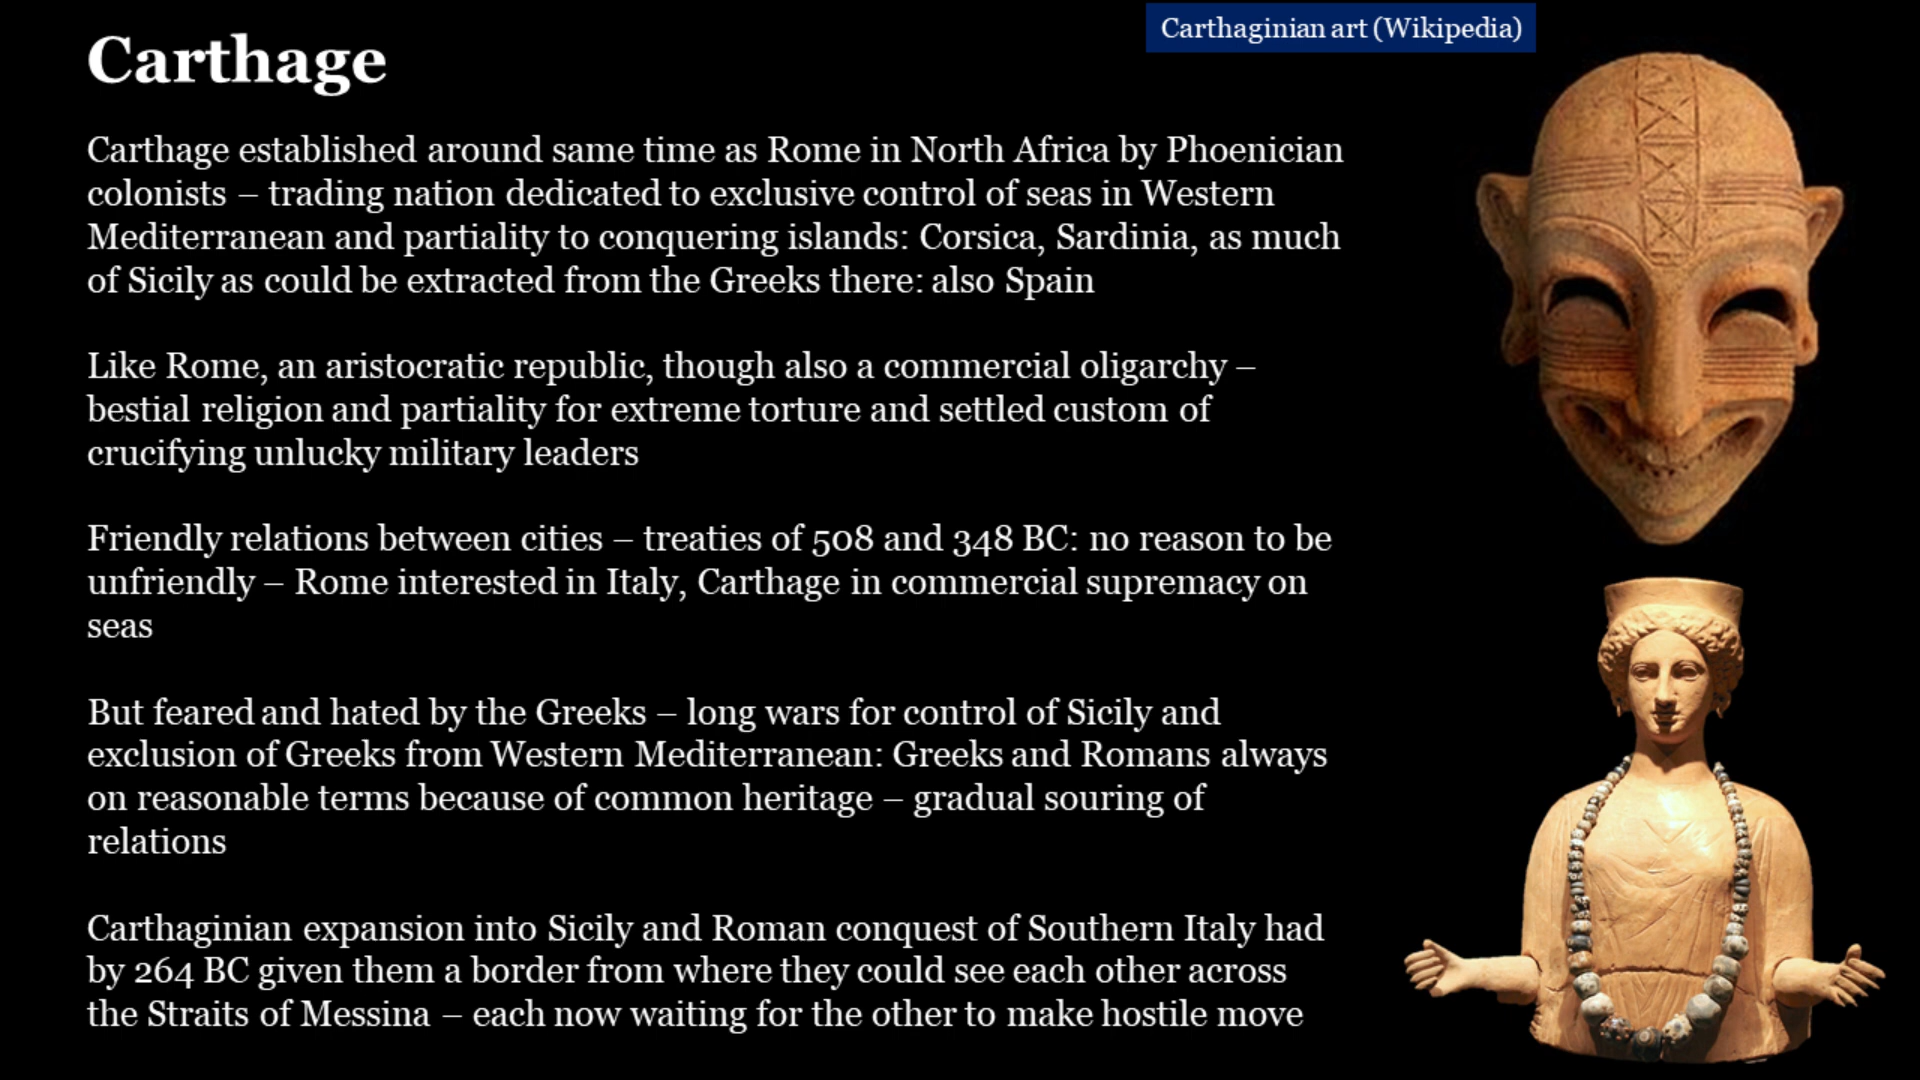 Carthaginian art (Wikipedia)
Carthage
Carthage established around same time as Rome in North Africa by Phoenician
colonists – trading nation dedicated to exclusive control of seas in Western
Mediterranean and partiality to conquering islands: Corsica, Sardinia, as much
of Sicily as could be extracted from the Greeks there: also Spain
Like Rome, an aristocratic republic, though also a commercial oligarchy –
bestial religion and partiality for extreme torture and settled custom of
crucifying unlucky military leaders
Friendly relations between cities – treaties of 508 and 348 BC: no reason to be
unfriendly – Rome interested in Italy, Carthage in commercial supremacy on
seas
But feared and hated by the Greeks – long wars for control of Sicily and
exclusion of Greeks from Western Mediterranean: Greeks and Romans always
on reasonable terms because of common heritage – gradual souring of
relations
Carthaginian expansion into Sicily and Roman conquest of Southern Italy had
by 264 BC given them a border from where they could see each other across
the Straits of Messina – each now waiting for the other to make hostile move